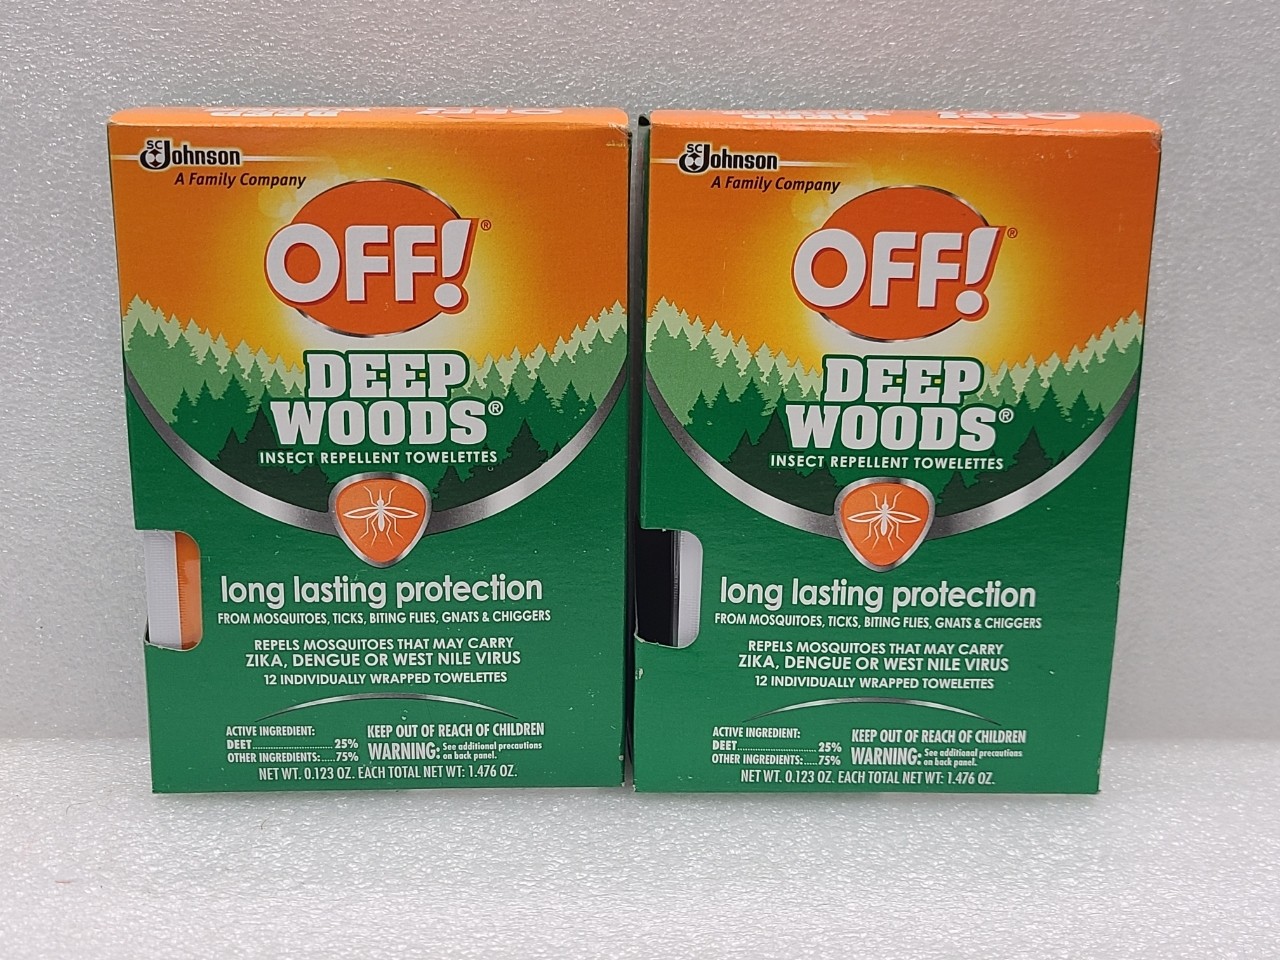 DEEP OFF!
SC Johnson
A Family Company
OFF!®
DEEP
WOODS®
INSECT REPELLENT TOWELETTES
long lasting protection
FROM MOSQUITOES, TICKS, BITING FLIES, GNATS & CHIGGERS
REPELS MOSQUITOES THAT MAY CARRY
ZIKA, DENGUE OR WEST NILE VIRUS
12 INDIVIDUALLY WRAPPED TOWELETTES
ACTIVE INGREDIENT:
DEET.............................. 25%
OTHER INGREDIENTS:.....75%
KEEP OUT OF REACH OF CHILDREN
WARNING: See additional precautions
on back panel.
NET WT. 0.123 OZ. EACH TOTAL NET WT: 1.476 OZ.
DEEP OFF!
SC Johnson
A Family Company
OFF!®
DEEP
WOODS®
INSECT REPELLENT TOWELETTES
long lasting protection
FROM MOSQUITOES, TICKS, BITING FLIES, GNATS & CHIGGERS
REPELS MOSQUITOES THAT MAY CARRY
ZIKA, DENGUE OR WEST NILE VIRUS
12 INDIVIDUALLY WRAPPED TOWELETTES
ACTIVE INGREDIENT:
DEET.............................. 25%
OTHER INGREDIENTS:.....75%
KEEP OUT OF REACH OF CHILDREN
WARNING: See additional precautions
on back panel.
NET WT. 0.123 OZ. EACH TOTAL NET WT: 1.476 OZ.